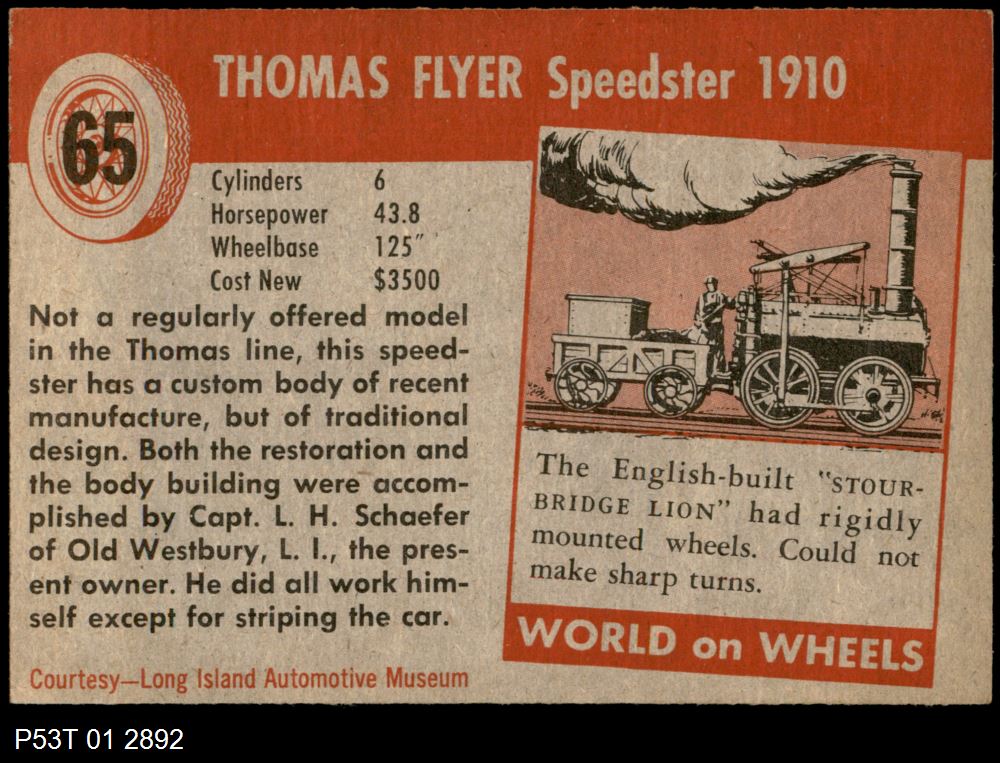 65
THOMAS FLYER Speedster 1910
Cylinders 6
Horsepower 43.8
Wheelbase 125"
Cost New $3500
Not a regularly offered model
in the Thomas line, this speed-
ster has a custom body of recent
manufacture, but of traditional
design. Both the restoration and
the body building were accom-
plished by Capt. L. H. Schaefer
of Old Westbury, L. I., the pres-
ent owner. He did all work him-
self except for striping the car.
Courtesy—Long Island Automotive Museum
The English-built "STOUR-
BRIDGE LION" had rigidly
mounted wheels. Could not
make sharp turns.
WORLD on WHEELS
P53T 01 2892